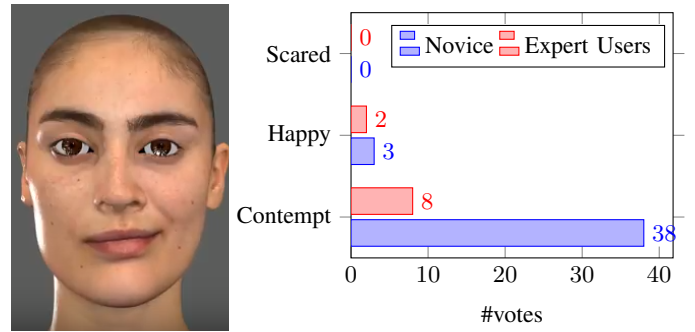 Novice Expert Users
Scared
0
0
Happy
2
3
Contempt
8
38
0 10 20 30 40
#votes